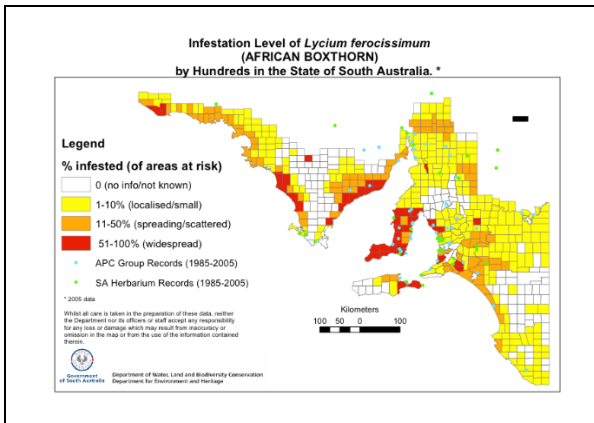 Infestation Level of Lycium ferocissimum
(AFRICAN BOXTHORN)
by Hundreds in the State of South Australia. *
Legend
% infested (of areas at risk)
0 (no info/not known)
1-10% (localised/small)
11-50% (spreading/scattered)
51-100% (widespread)
APC Group Records (1985-2005)
SA Herbarium Records (1985-2005)
* 2005 data
Whilst all care is taken in the preparation of these data, neither
the Department nor its officers or staff accept any responsibility
for any loss or damage which may result from inaccuracy or
omission in the map or from the use of the information contained
therein.
Kilometers
100 50 0 100
Government
of South Australia
Department of Water, Land and Biodiversity Conservation
Department for Environment and Heritage